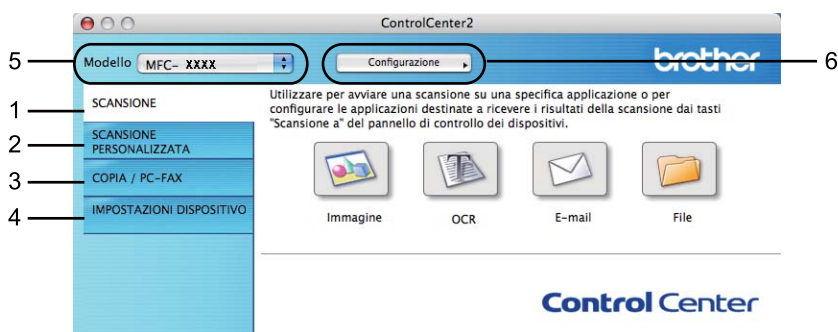 ControlCenter2
5
Modello
MFC- XXXX
Configurazione
6
brother
1
SCANSIONE
2
SCANSIONE
PERSONALIZZATA
3
COPIA / PC-FAX
4
IMPOSTAZIONI DISPOSITIVO
Utilizzare per avviare una scansione su una specifica applicazione o per
configurare le applicazioni destinate a ricevere i risultati della scansione dai tasti
"Scansione a" del pannello di controllo dei dispositivi.
Immagine
OCR
E-mail
File
Control Center